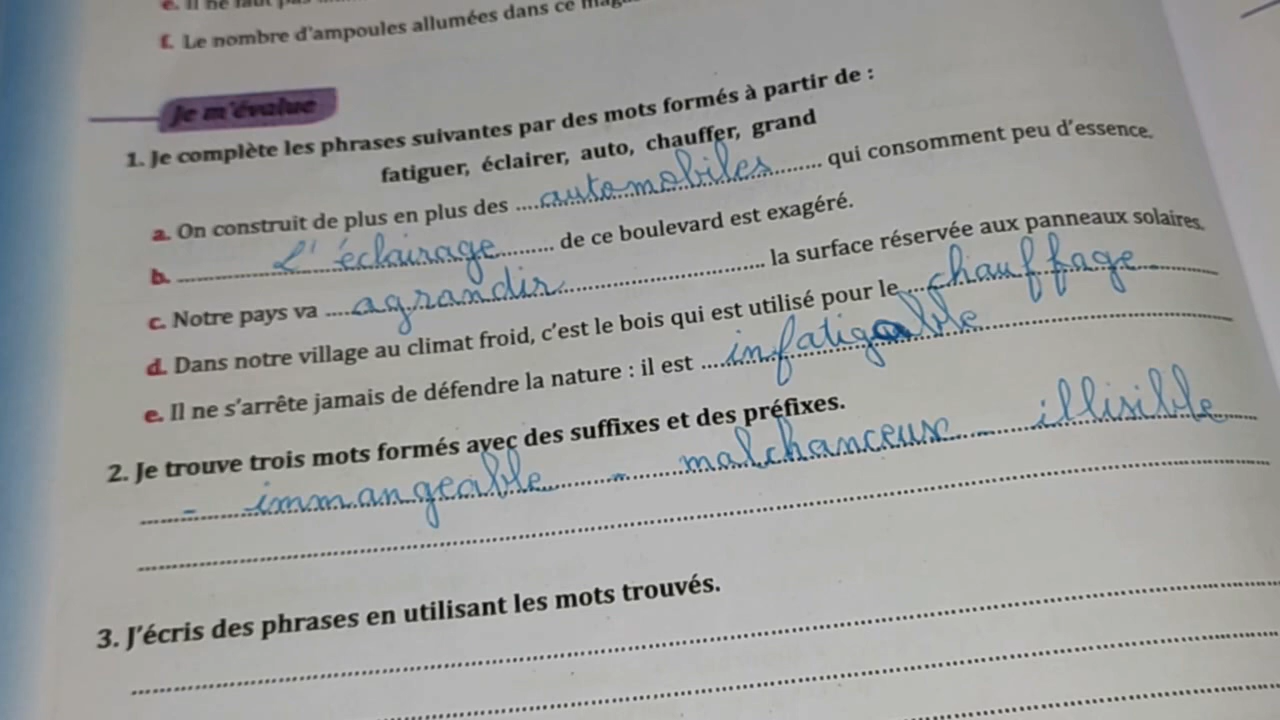 e. Il ne faut pas
f. Le nombre d'ampoules allumées dans ce
Je m'évalue
1. Je complète les phrases suivantes par des mots formés à partir de :
fatiguer, éclairer, auto, chauffer, grand
a. On construit de plus en plus des ....automobiles........ qui consomment peu d'essence.
b. ........L'éclairage........ de ce boulevard est exagéré.
c. Notre pays va ....agrandir................ la surface réservée aux panneaux solaires.
d. Dans notre village au climat froid, c'est le bois qui est utilisé pour le ...chauffage........
e. Il ne s'arrête jamais de défendre la nature : il est ....infatigable................
2. Je trouve trois mots formés avec des suffixes et des préfixes.
- immangeable - malchanceux - illisible
3. J'écris des phrases en utilisant les mots trouvés.